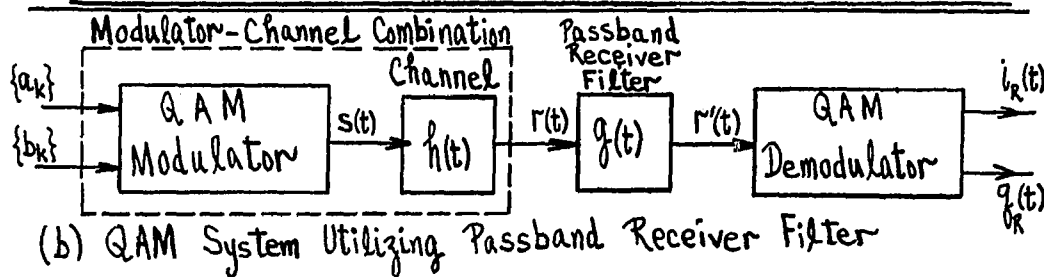 Modulator-Channel Combination
Passband
Receiver
Filter
Channel
{a_k}
{b_k}
QAM
Modulator
s(t)
h(t)
r(t)
g(t)
r'(t)
QAM
Demodulator
i_R(t)
q_R(t)
(b) QAM System Utilizing Passband Receiver Filter